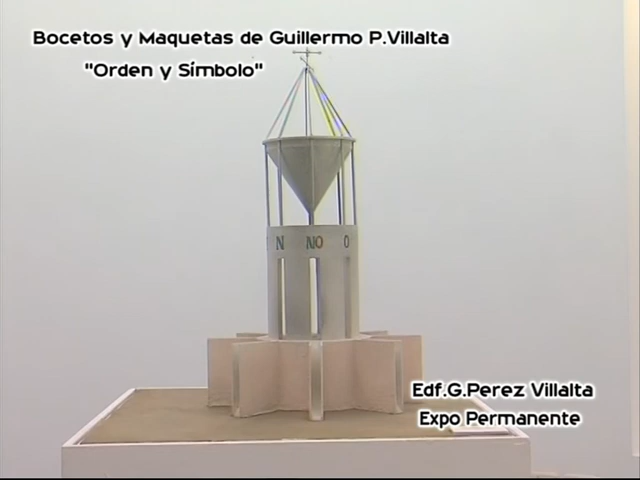 Bocetos y Maquetas de Guillermo P.Villalta
"Orden y Símbolo"
N NO O
Edf.G.Perez Villalta
Expo Permanente